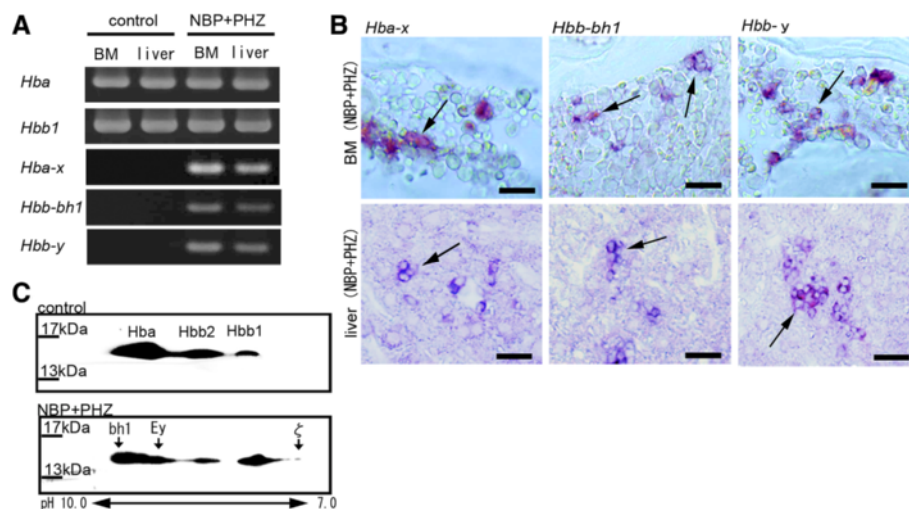 A
control NBP+PHZ
BM liver BM liver
Hba
Hbb1
Hba-x
Hbb-bh1
Hbb-y
B
Hba-x Hbb-bh1 Hbb- y
BM (NBP+PHZ)
liver (NBP+PHZ)
C
control
17kDa
Hba Hbb2 Hbb1
13kDa
NBP+PHZ
17kDa
bh1 Ey ζ
13kDa
pH 10.0 7.0